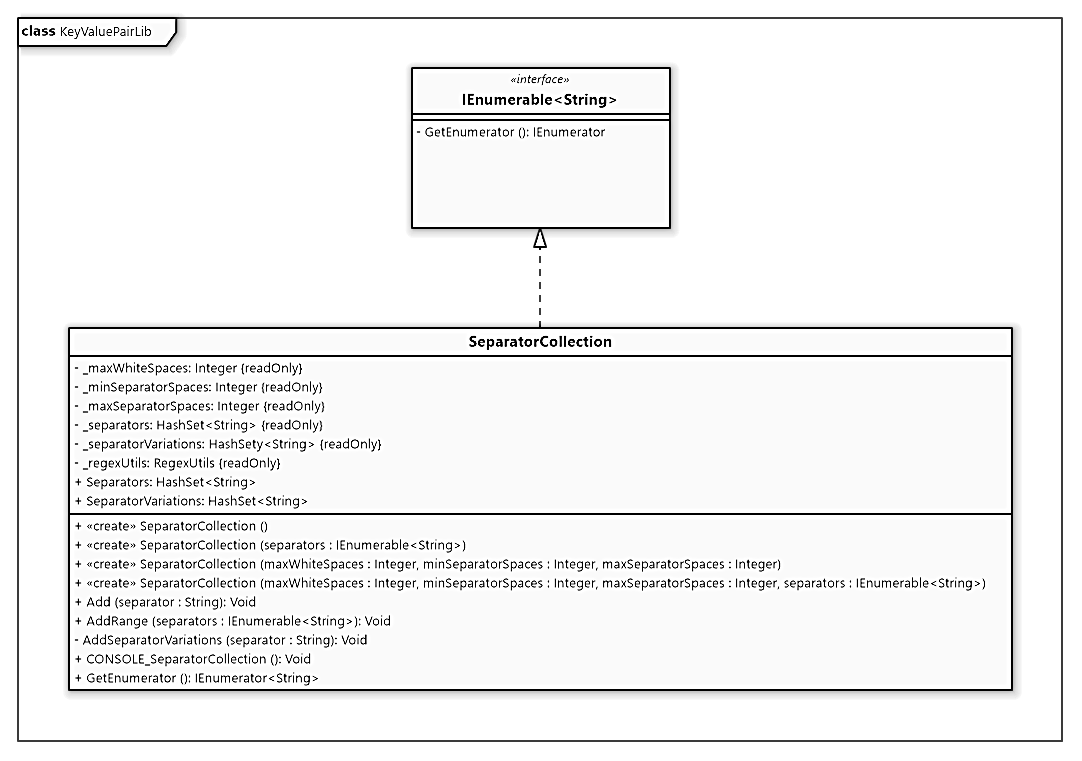 class KeyValuePairLib
«interface»
IEnumerable<String>
- GetEnumerator (): IEnumerator
SeparatorCollection
- _maxWhiteSpaces: Integer {readOnly}
- _minSeparatorSpaces: Integer {readOnly}
- _maxSeparatorSpaces: Integer {readOnly}
- _separators: HashSet<String> {readOnly}
- _separatorVariations: HashSety<String> {readOnly}
- _regexUtils: RegexUtils {readOnly}
+ Separators: HashSet<String>
+ SeparatorVariations: HashSet<String>
+ «create» SeparatorCollection ()
+ «create» SeparatorCollection (separators : IEnumerable<String>)
+ «create» SeparatorCollection (maxWhiteSpaces : Integer, minSeparatorSpaces : Integer, maxSeparatorSpaces : Integer)
+ «create» SeparatorCollection (maxWhiteSpaces : Integer, minSeparatorSpaces : Integer, maxSeparatorSpaces : Integer, separators : IEnumerable<String>)
+ Add (separator : String): Void
+ AddRange (separators : IEnumerable<String>): Void
- AddSeparatorVariations (separator : String): Void
+ CONSOLE_SeparatorCollection (): Void
+ GetEnumerator (): IEnumerator<String>